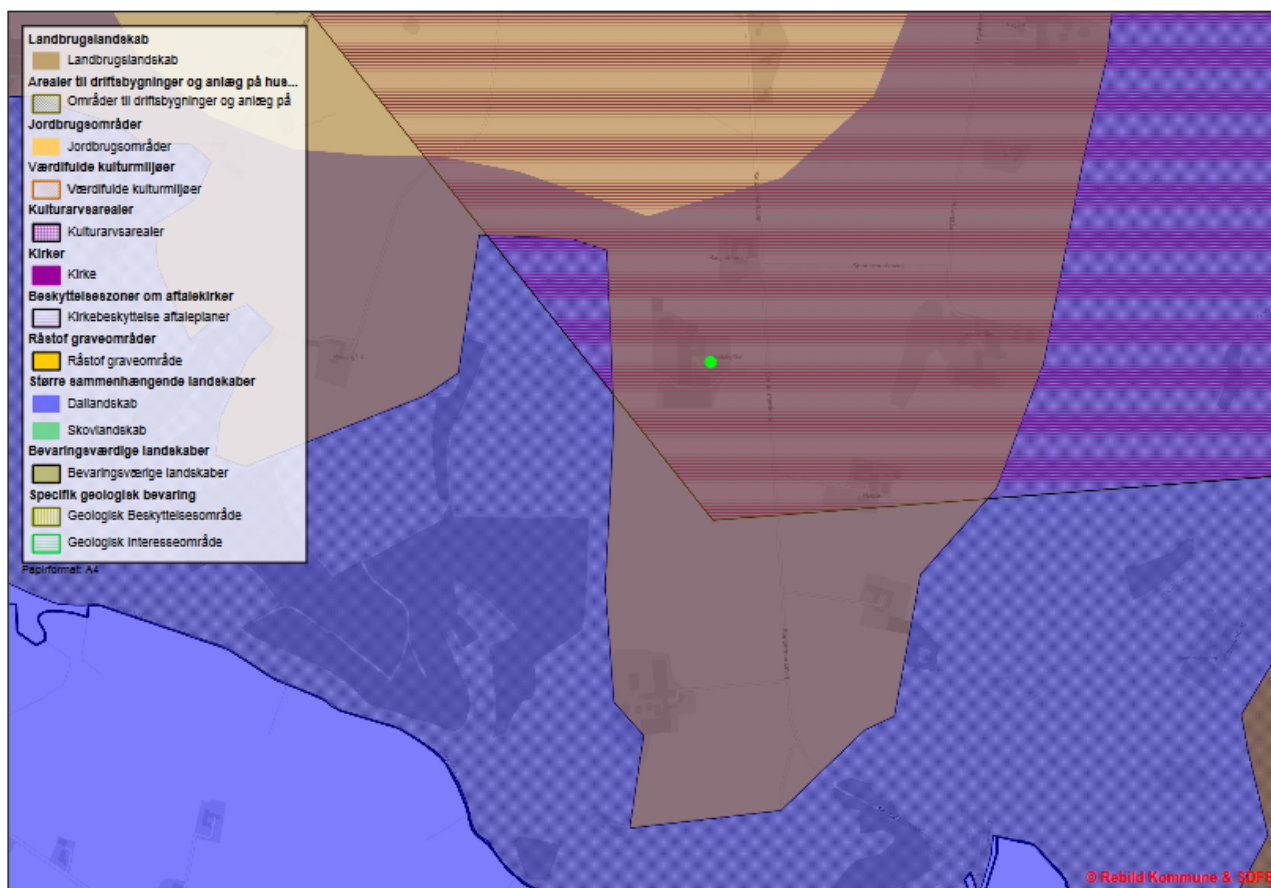 Landbrugslandskab
Landbrugslandskab
Arealer til driftsbygninger og anlæg på hus...
Områder til driftsbygninger og anlæg på
Jordbrugsområder
Jordbrugsområder
Værdifulde kulturmiljøer
Værdifulde kulturmiljøer
Kulturarvsarealer
Kulturarvsarealer
Kirker
Kirke
Beskyttelseszoner om aftalekirker
Kirkebeskyttelse aftaleplaner
Råstof graveområder
Råstof graveområde
Større sammenhængende landskaber
Dallandskab
Skovlandskab
Bevaringsværdige landskaber
Bevaringsværige landskaber
Specifik geologisk bevaring
Geologisk Beskyttelsesområde
Geologisk Interesseområde
Papirformat: A4
© Rebild Kommune & SDFE